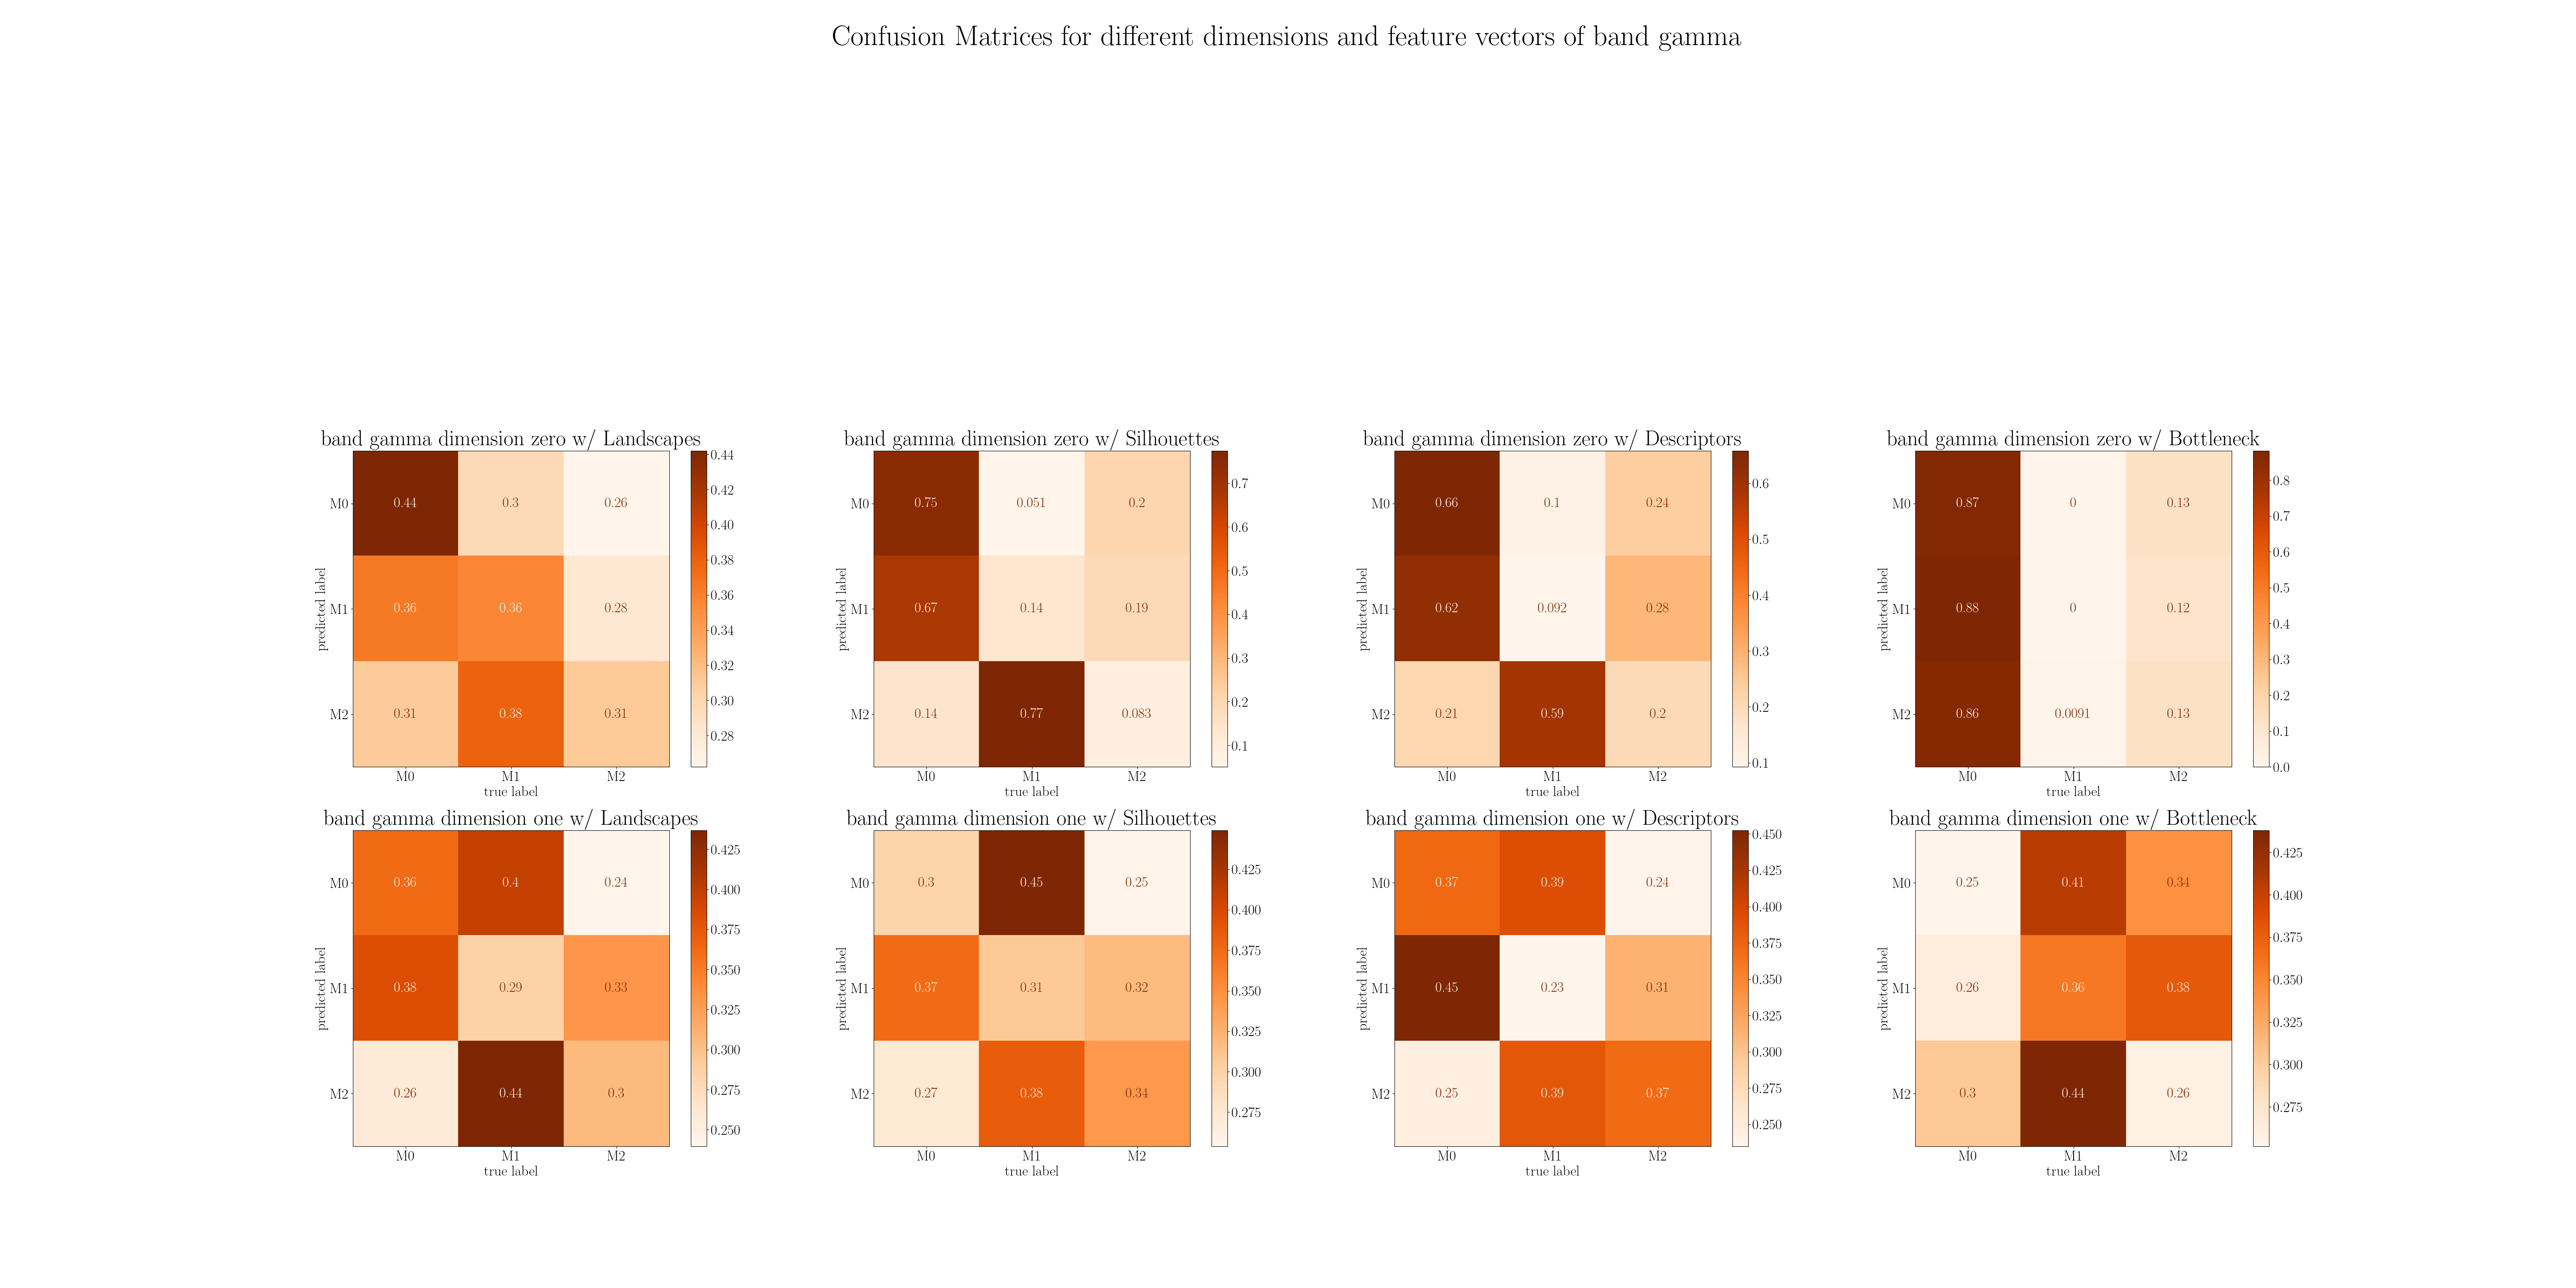 Confusion Matrices for different dimensions and feature vectors of band gamma
band gamma dimension zero w/ Landscapes
M0 0.44 0.3 0.26
M1 0.36 0.36 0.28
M2 0.31 0.38 0.31
M0 M1 M2
true label
predicted label
0.44
0.42
0.40
0.38
0.36
0.34
0.32
0.30
0.28
band gamma dimension zero w/ Silhouettes
M0 0.75 0.051 0.2
M1 0.67 0.14 0.19
M2 0.14 0.77 0.083
M0 M1 M2
true label
predicted label
0.7
0.6
0.5
0.4
0.3
0.2
0.1
band gamma dimension zero w/ Descriptors
M0 0.66 0.1 0.24
M1 0.62 0.092 0.28
M2 0.21 0.59 0.2
M0 M1 M2
true label
predicted label
0.6
0.5
0.4
0.3
0.2
0.1
band gamma dimension zero w/ Bottleneck
M0 0.87 0 0.13
M1 0.88 0 0.12
M2 0.86 0.0091 0.13
M0 M1 M2
true label
predicted label
0.8
0.7
0.6
0.5
0.4
0.3
0.2
0.1
0.0
band gamma dimension one w/ Landscapes
M0 0.36 0.4 0.24
M1 0.38 0.29 0.33
M2 0.26 0.44 0.3
M0 M1 M2
true label
predicted label
0.425
0.400
0.375
0.350
0.325
0.300
0.275
0.250
band gamma dimension one w/ Silhouettes
M0 0.3 0.45 0.25
M1 0.37 0.31 0.32
M2 0.27 0.38 0.34
M0 M1 M2
true label
predicted label
0.425
0.400
0.375
0.350
0.325
0.300
0.275
band gamma dimension one w/ Descriptors
M0 0.37 0.39 0.24
M1 0.45 0.23 0.31
M2 0.25 0.39 0.37
M0 M1 M2
true label
predicted label
0.450
0.425
0.400
0.375
0.350
0.325
0.300
0.275
0.250
band gamma dimension one w/ Bottleneck
M0 0.25 0.41 0.34
M1 0.26 0.36 0.38
M2 0.3 0.44 0.26
M0 M1 M2
true label
predicted label
0.425
0.400
0.375
0.350
0.325
0.300
0.275